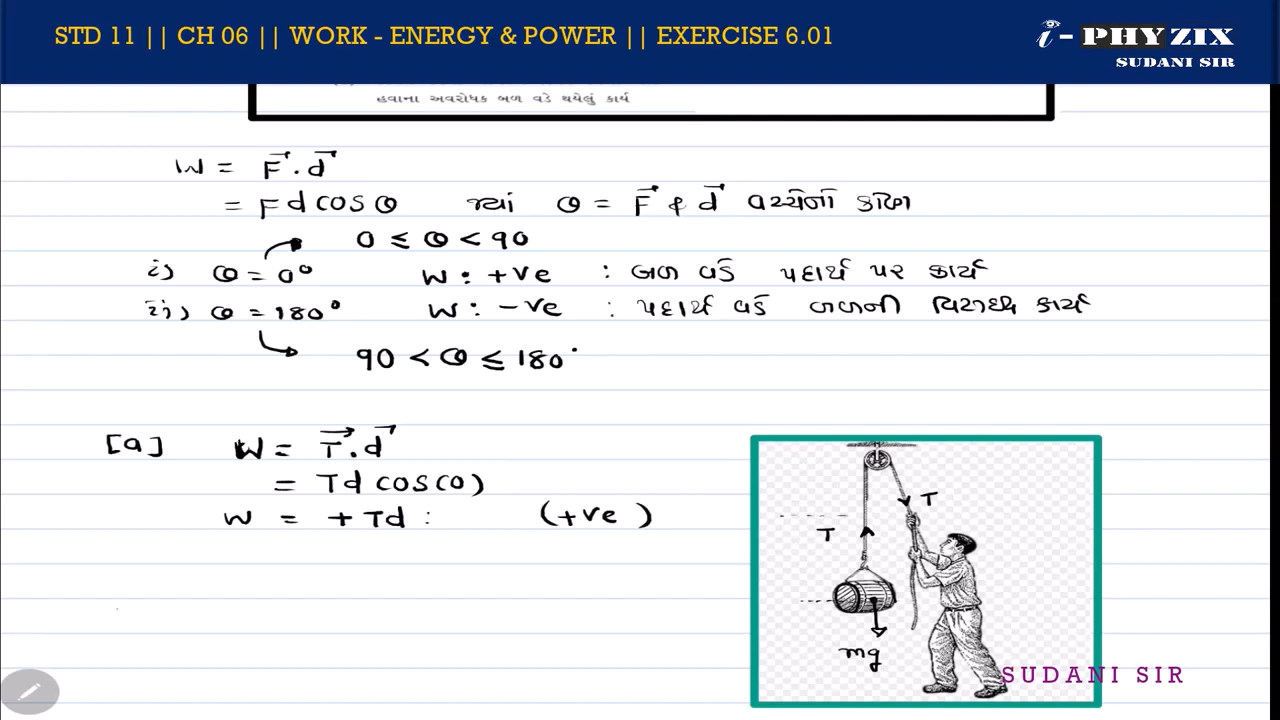 STD 11 || CH 06 || WORK - ENERGY & POWER || EXERCISE 6.01
i - PHYZIX
SUDANI SIR
હવાના અવરોધક બળ વડે થયેલું કાર્ય
W = F⃗ . d⃗
= Fd cos θ જ્યાં θ = F⃗ & d⃗ વચ્ચેનો કોણ
0 ≤ θ < 90
i) θ = 0° W : +ve : બળ વડે પદાર્થ પર કાર્ય
ii) θ = 180° W : -ve : પદાર્થ વડે બળની વિરુદ્ધ કાર્ય
90 < θ ≤ 180°
[a] W = T⃗ . d⃗
= Td cos(0)
W = + Td : (+ve)
T
T
mg
SUDANI SIR